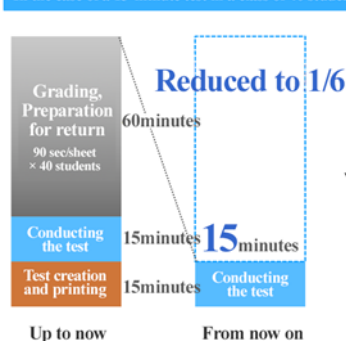 Grading,
Preparation
for return
90 sec/sheet
× 40 students
60minutes
Conducting
the test
15minutes
Test creation
and printing
15minutes
Up to now
Reduced to 1/6
15minutes
Conducting
the test
From now on